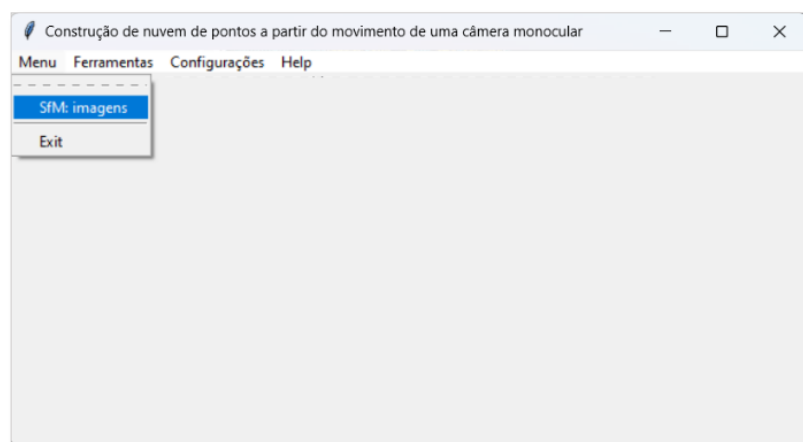 Construção de nuvem de pontos a partir do movimento de uma câmera monocular
Menu Ferramentas Configurações Help
SfM: imagens
Exit